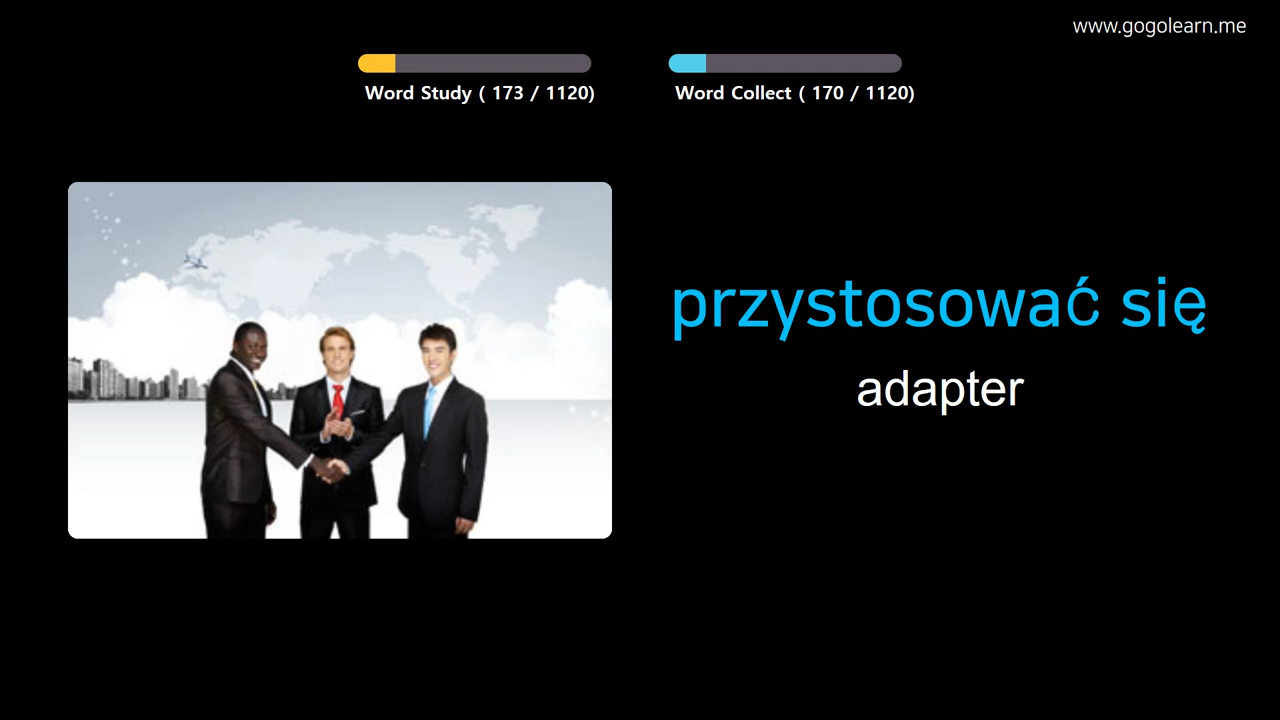 www.gogolearn.me
Word Study ( 173 / 1120)
Word Collect ( 170 / 1120)
przystosować się
adapter